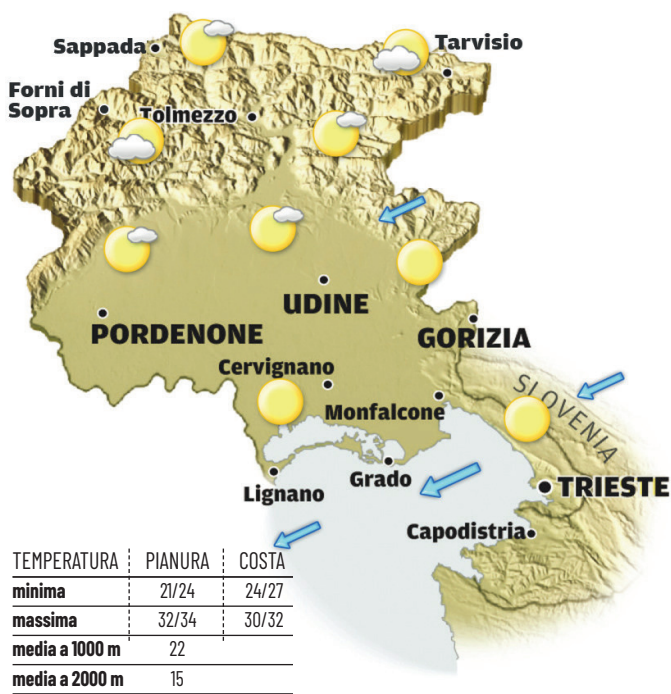 Sappada
Tarvisio
Forni di
Sopra
Tolmezzo
UDINE
PORDENONE
GORIZIA
Cervignano
SLOVENIA
Monfalcone
Lignano
Grado
TRIESTE
Capodistria
TEMPERATURA PIANURA COSTA
minima 21/24 24/27
massima 32/34 30/32
media a 1000 m 22
media a 2000 m 15